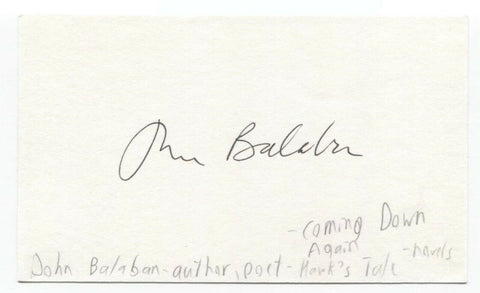 John Balaban
-Coming Down
Again
-novels
John Balaban-author, poet-Hawk's Tale